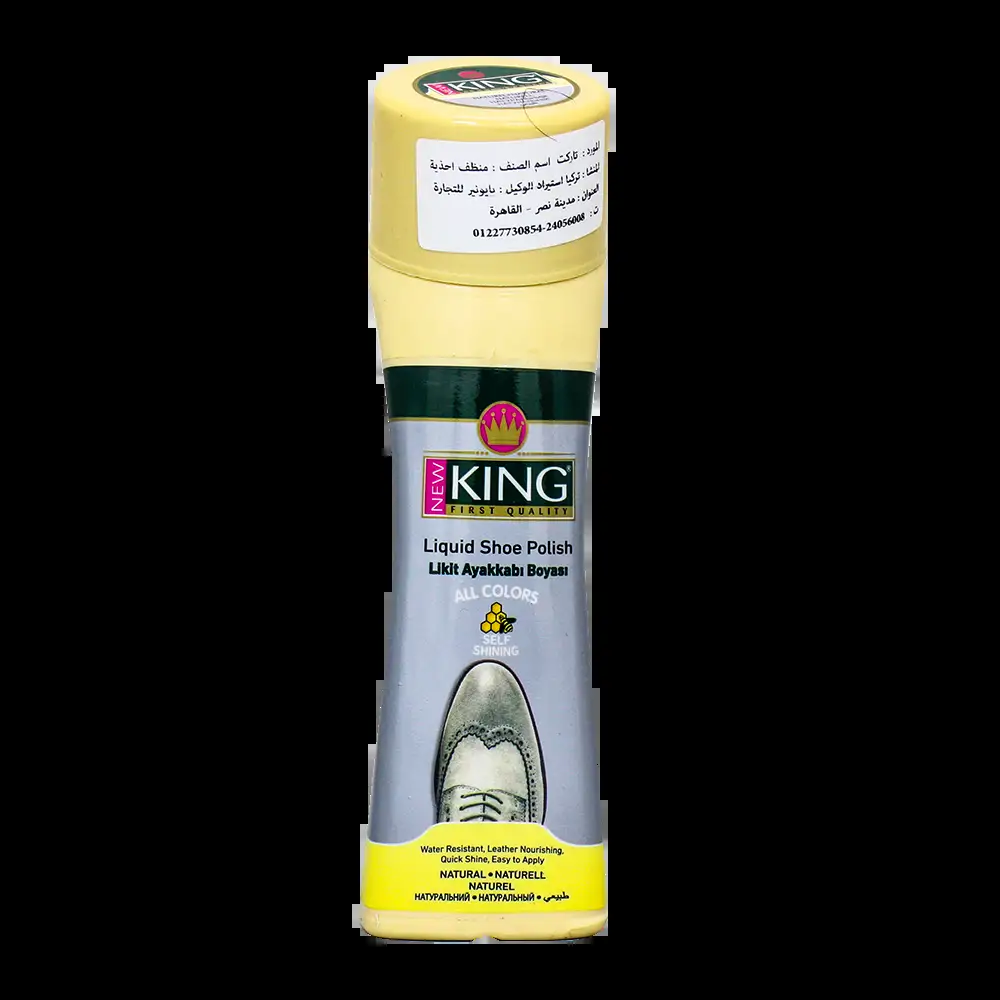 NEW KING
المورد : تاركت اسم الصنف : منظف احذية
المنشا : تركيا استيراد الوكيل : بايونير للتجارة
العنوان : مدينة نصر - القاهرة
ت : 24056008-01227730854
NEW KING®
FIRST QUALITY
Liquid Shoe Polish
Likit Ayakkabı Boyası
ALL COLORS
SELF
SHINING
Water Resistant, Leather Nourishing,
Quick Shine, Easy to Apply
NATURAL • NATURELL
NATUREL
НАТУРАЛЬНИЙ • НАТУРАЛЬНЫЙ • طبيعي